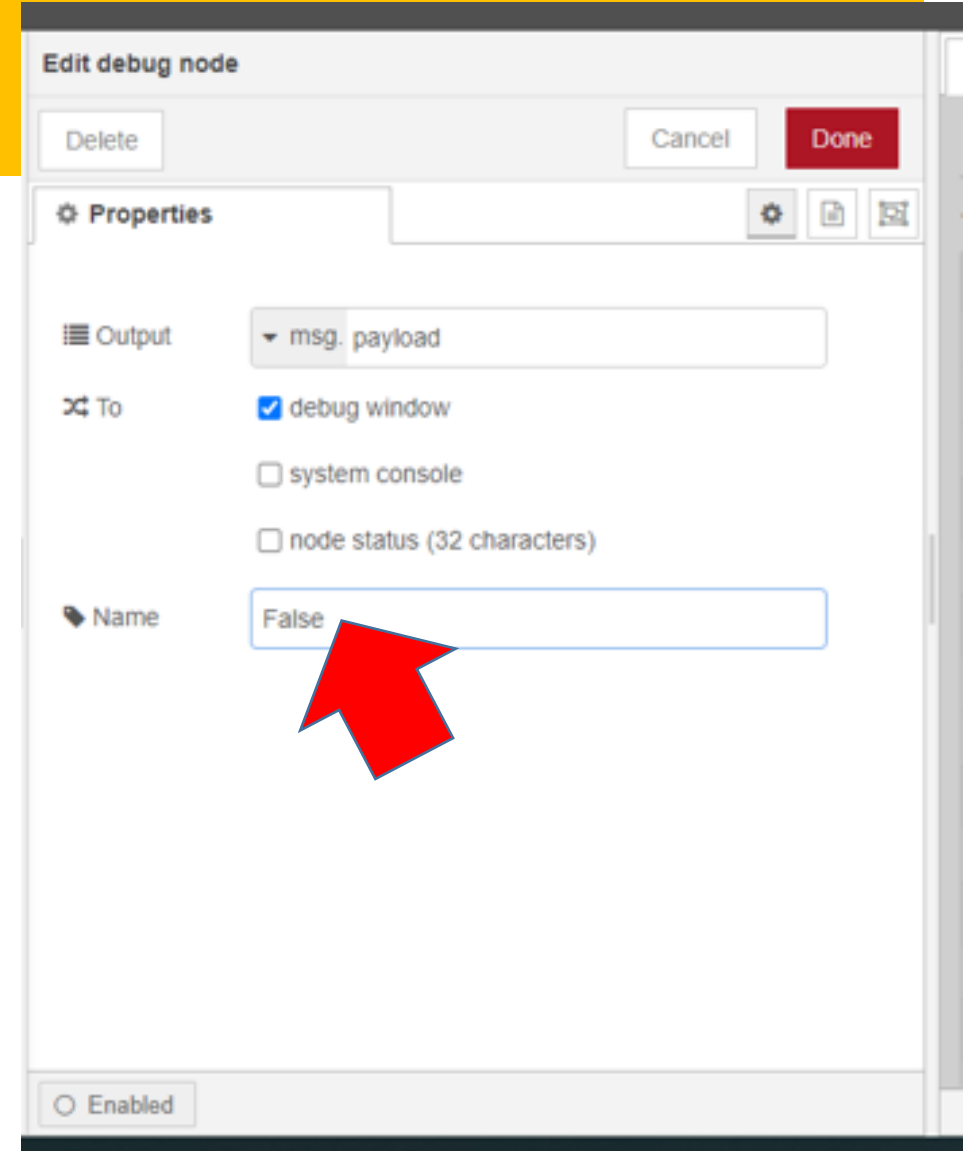 Edit debug node
Delete Cancel Done
Properties
Output msg. payload
To debug window
system console
node status (32 characters)
Name False
Enabled